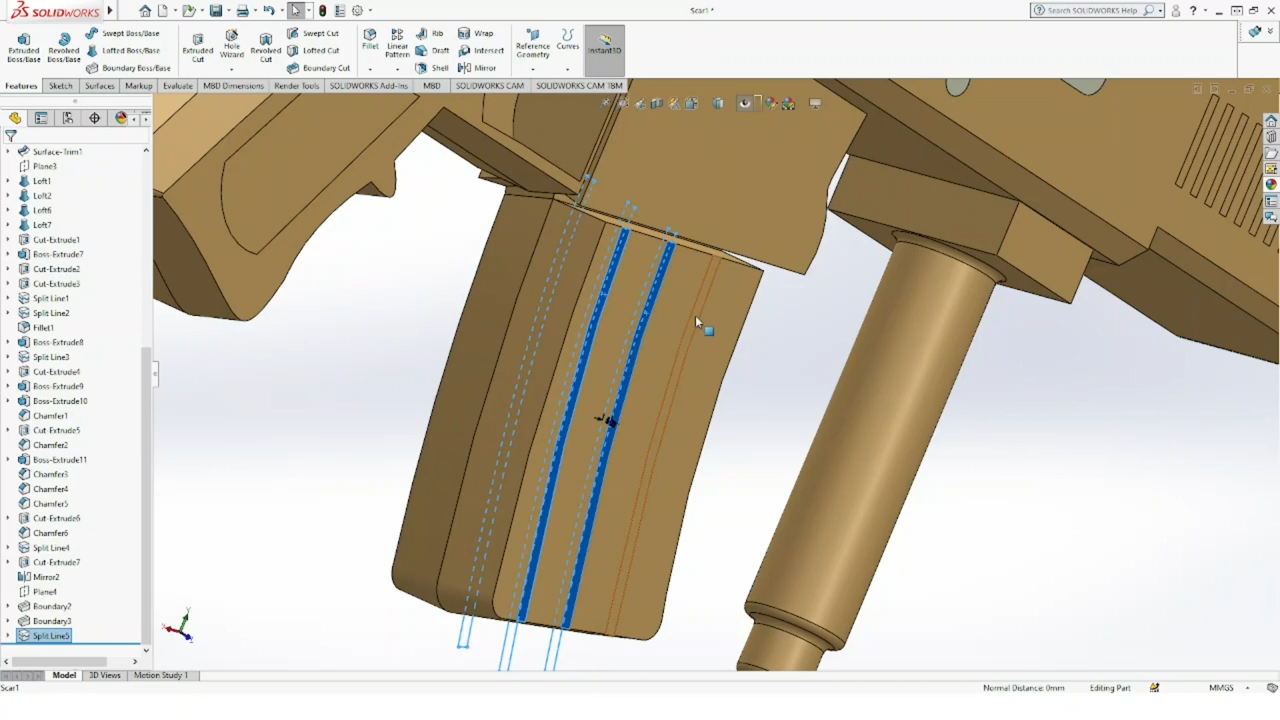 SOLIDWORKS
Scar1 *
Search SOLIDWORKS Help
Extruded Boss/Base
Revolved Boss/Base
Swept Boss/Base
Lofted Boss/Base
Boundary Boss/Base
Extruded Cut
Hole Wizard
Revolved Cut
Swept Cut
Lofted Cut
Boundary Cut
Fillet
Linear Pattern
Rib
Draft
Shell
Wrap
Intersect
Mirror
Reference Geometry
Curves
Instant3D
Features Sketch Surfaces Markup Evaluate MBD Dimensions Render Tools SOLIDWORKS Add-Ins MBD SOLIDWORKS CAM SOLIDWORKS CAM TBM
Surface-Trim1
Plane3
Loft1
Loft2
Loft6
Loft7
Cut-Extrude1
Boss-Extrude7
Cut-Extrude2
Cut-Extrude3
Split Line1
Split Line2
Fillet1
Boss-Extrude8
Split Line3
Cut-Extrude4
Boss-Extrude9
Boss-Extrude10
Chamfer1
Cut-Extrude5
Chamfer2
Boss-Extrude11
Chamfer3
Chamfer4
Chamfer5
Cut-Extrude6
Chamfer6
Split Line4
Cut-Extrude7
Mirror2
Plane4
Boundary2
Boundary3
Split Line5
Model 3D Views Motion Study 1
Scar1 Normal Distance: 0mm Editing Part MMGS